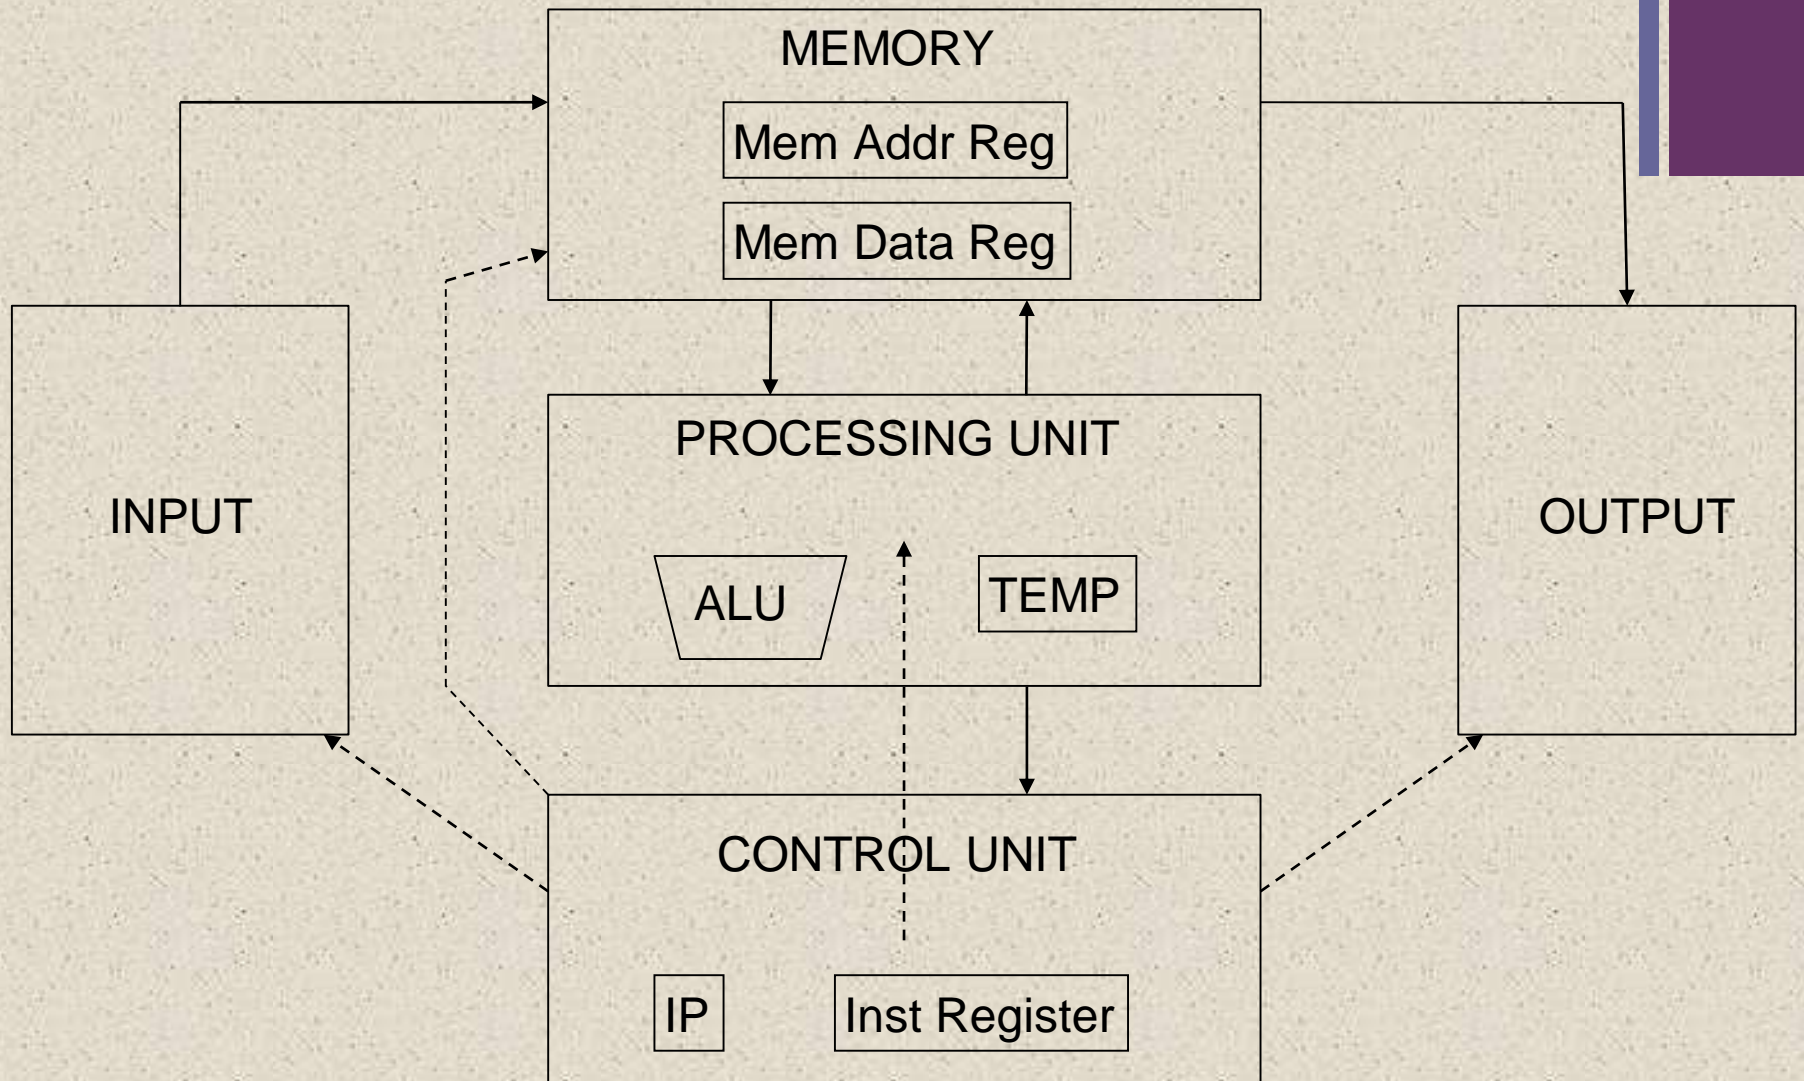 MEMORY
Mem Addr Reg
Mem Data Reg
INPUT
PROCESSING UNIT
ALU
TEMP
OUTPUT
CONTROL UNIT
IP
Inst Register